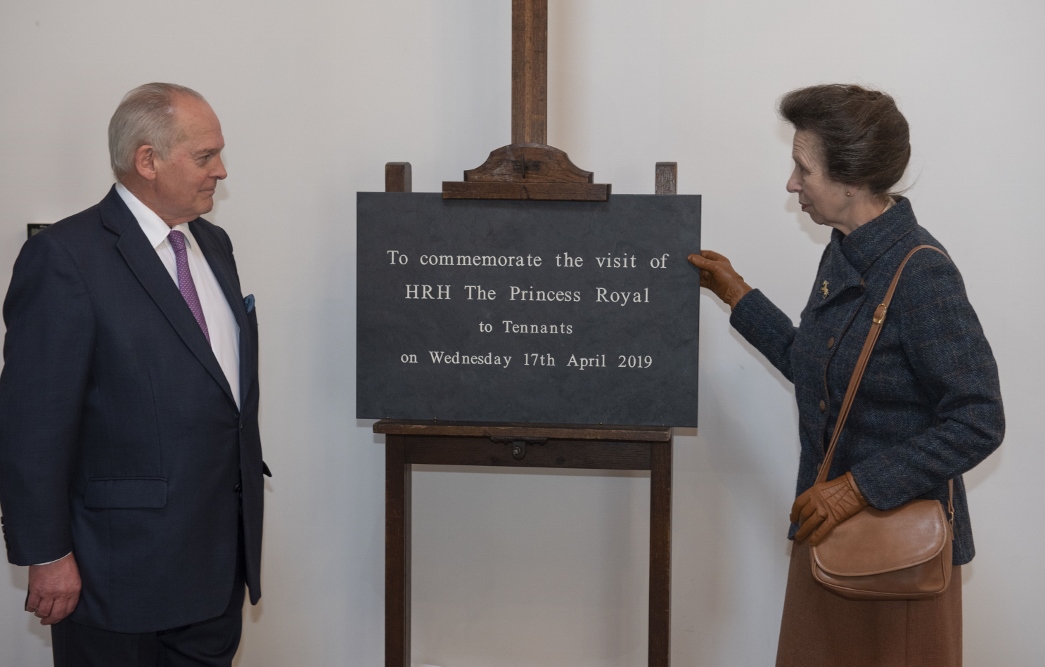 To commemorate the visit of
HRH The Princess Royal
to Tennants
on Wednesday 17th April 2019